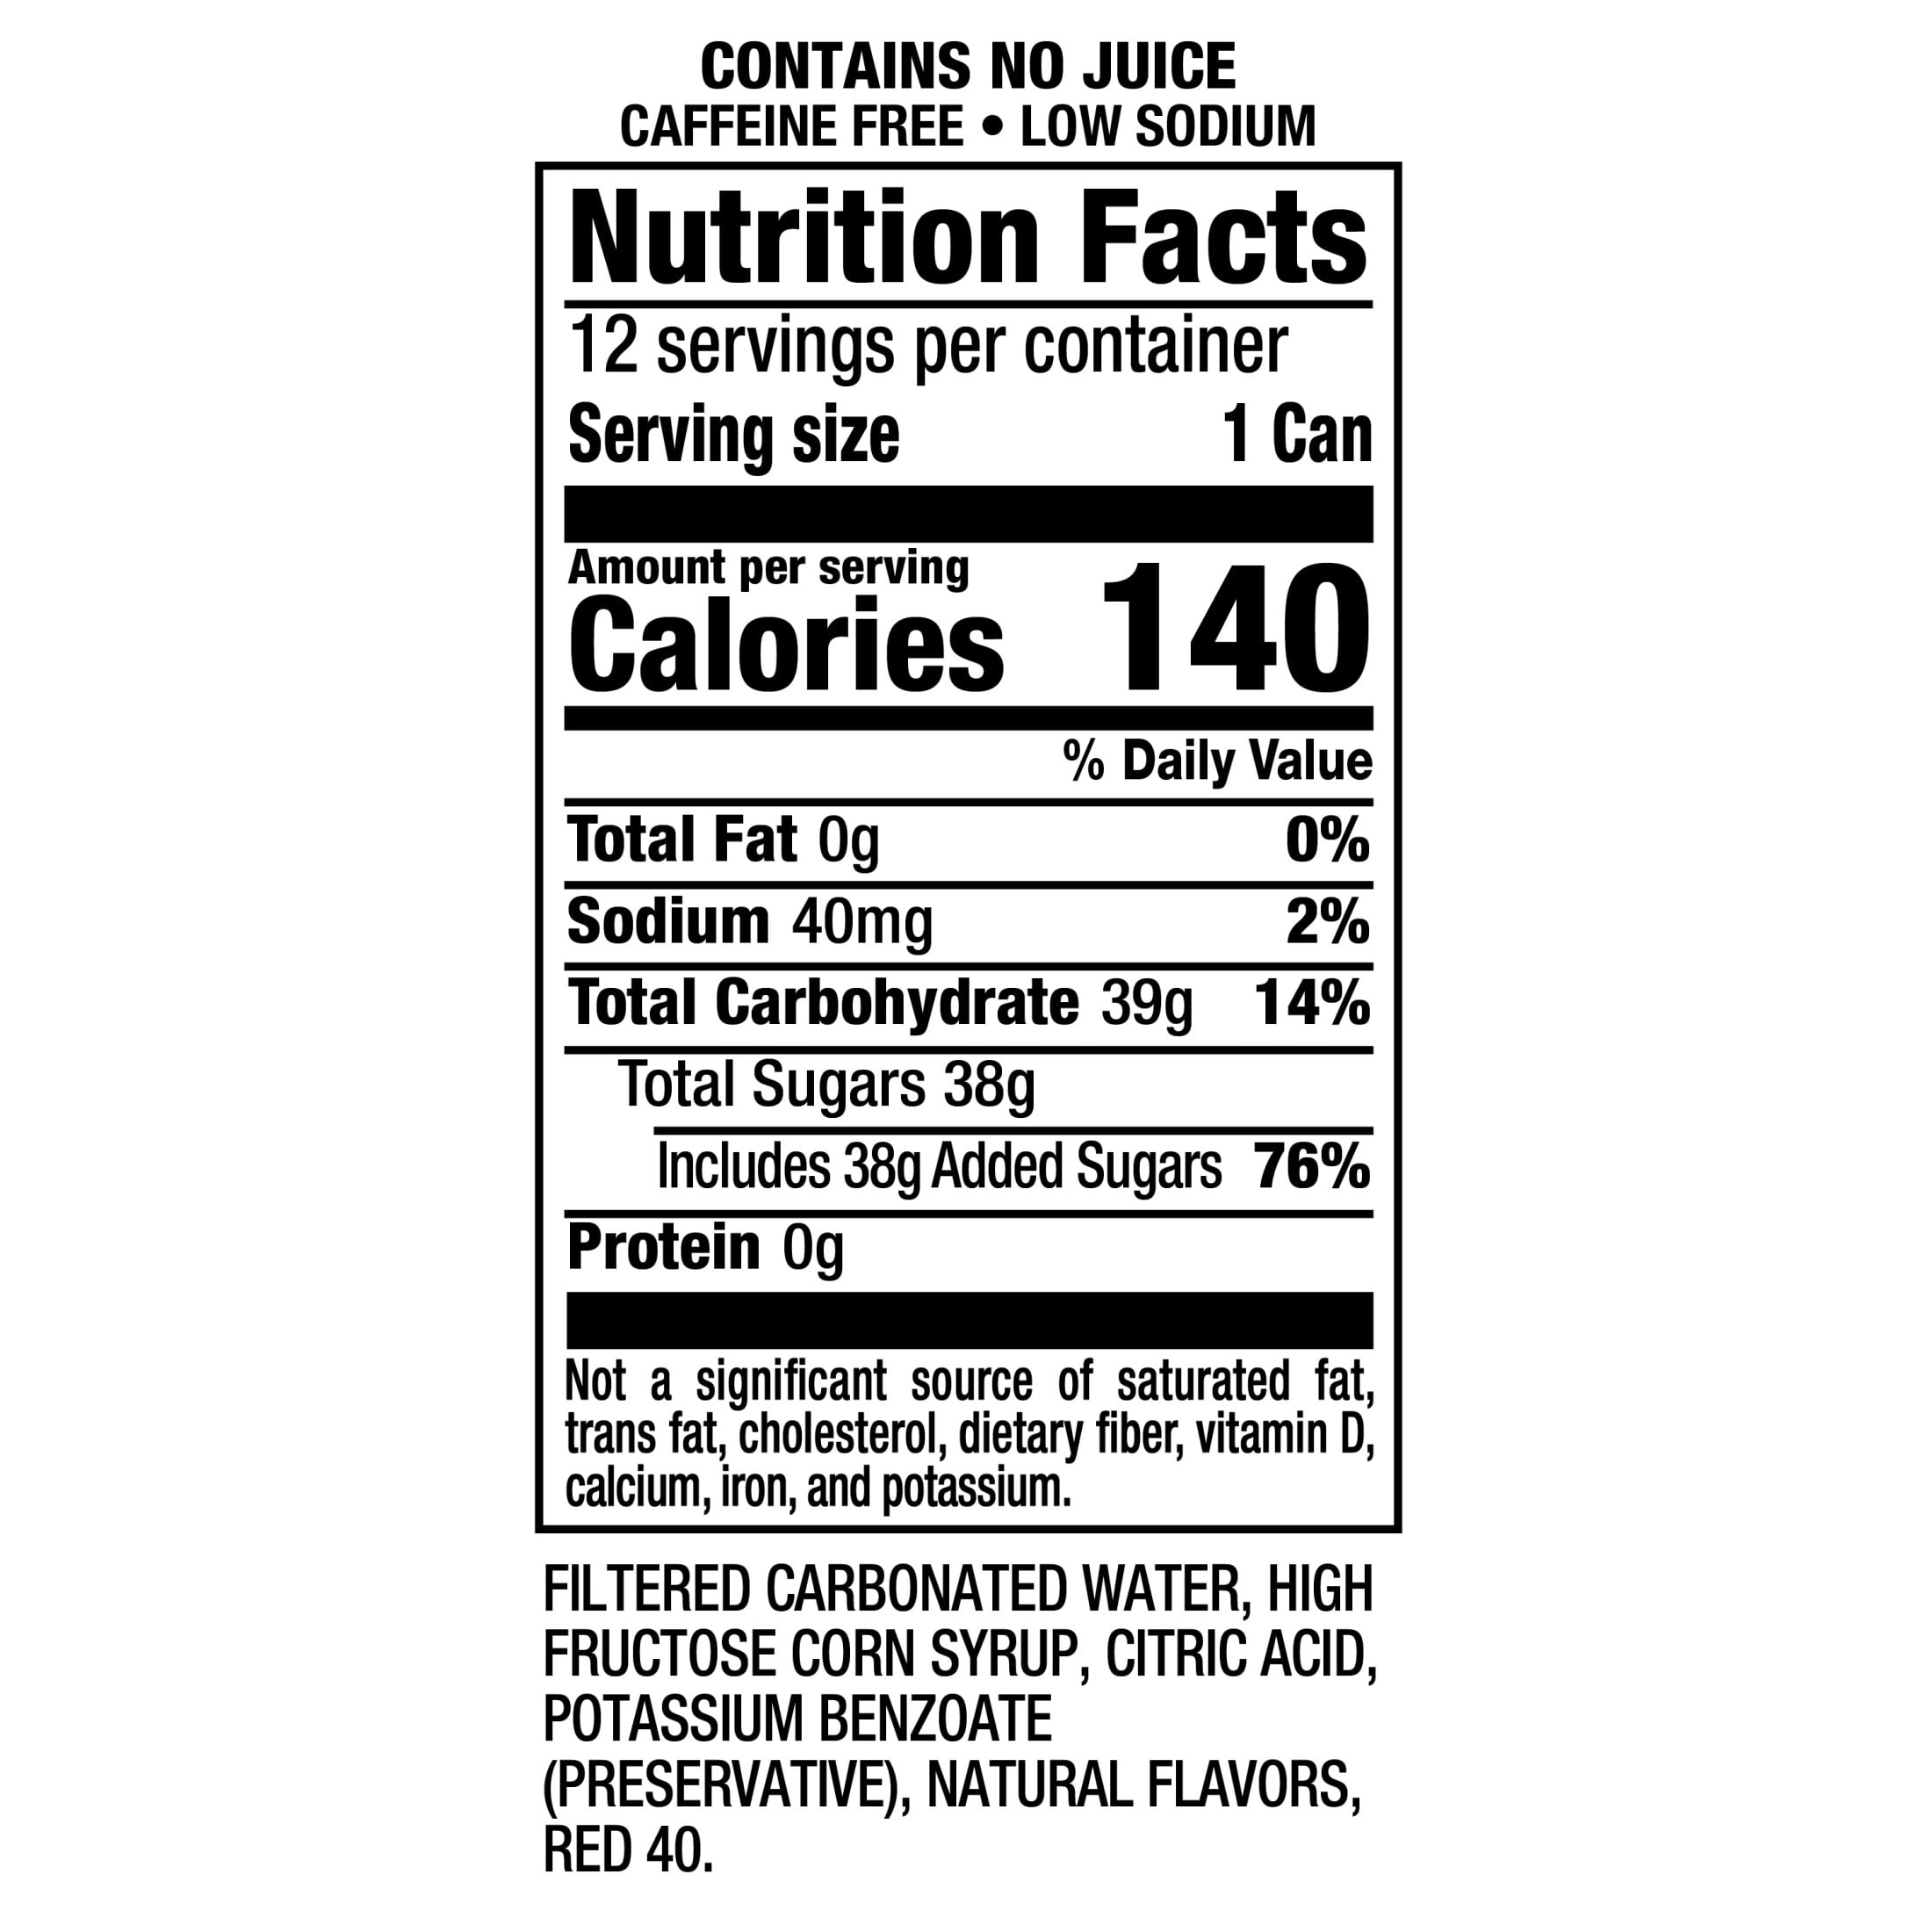 CONTAINS NO JUICE
CAFFEINE FREE • LOW SODIUM
Nutrition Facts
12 servings per container
Serving size 1 Can
Amount per serving
Calories 140
% Daily Value
Total Fat 0g 0%
Sodium 40mg 2%
Total Carbohydrate 39g 14%
Total Sugars 38g
Includes 38g Added Sugars 76%
Protein 0g
Not a significant source of saturated fat,
trans fat, cholesterol, dietary fiber, vitamin D,
calcium, iron, and potassium.
FILTERED CARBONATED WATER, HIGH
FRUCTOSE CORN SYRUP, CITRIC ACID,
POTASSIUM BENZOATE
(PRESERVATIVE), NATURAL FLAVORS,
RED 40.